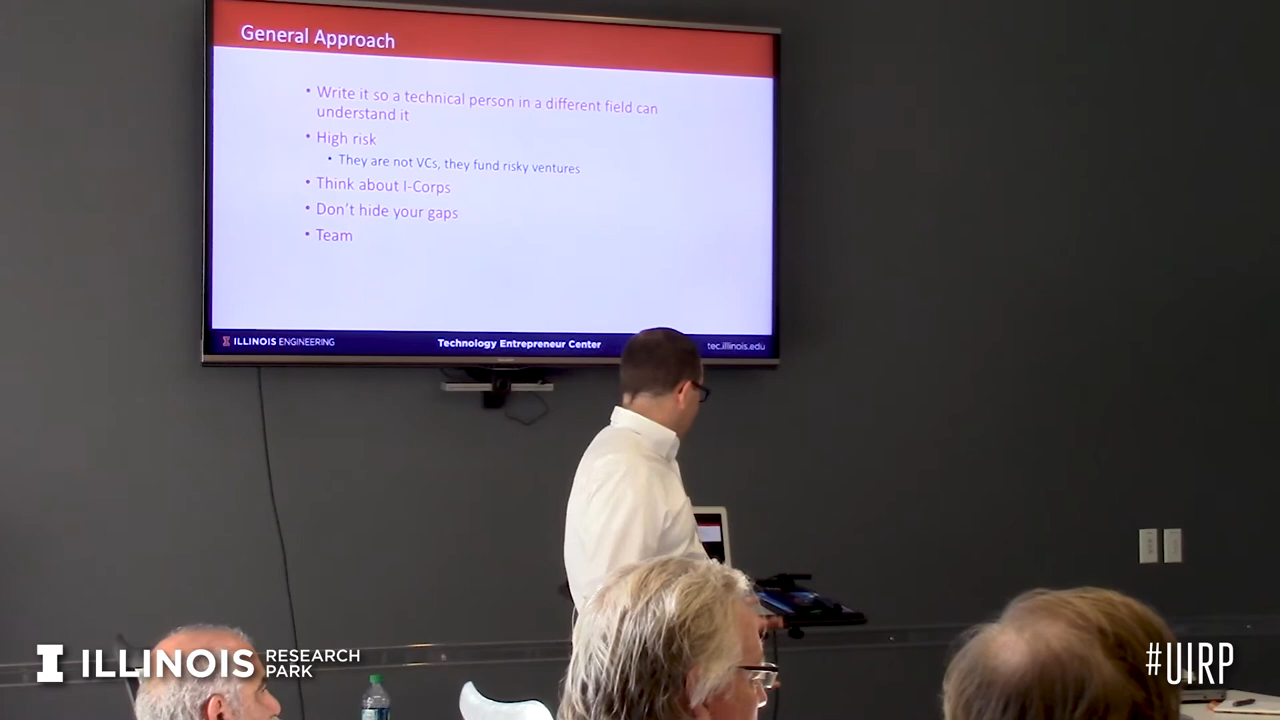 General Approach
• Write it so a technical person in a different field can
understand it
• High risk
• They are not VCs, they fund risky ventures
• Think about I-Corps
• Don't hide your gaps
• Team
ILLINOIS ENGINEERING
Technology Entrepreneur Center
tec.illinois.edu
ILLINOIS RESEARCH
PARK
#UIRP